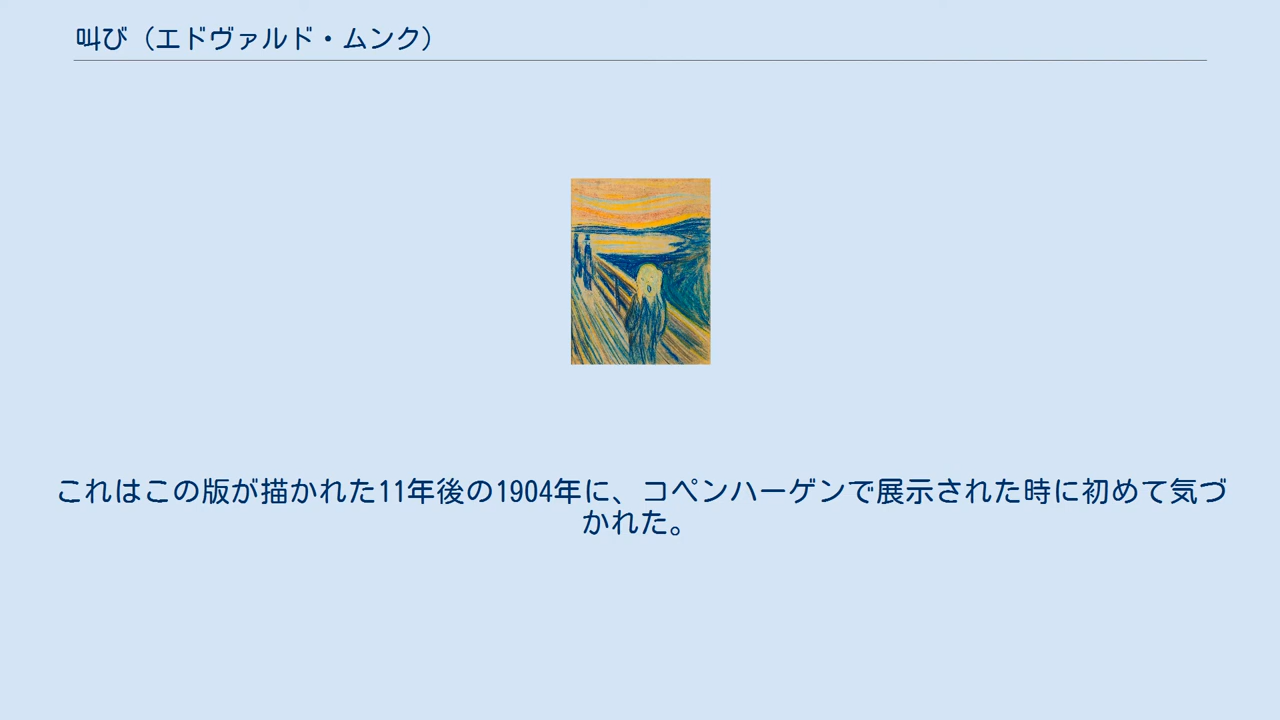 叫び（エドヴァルド・ムンク）
これはこの版が描かれた11年後の1904年に、コペンハーゲンで展示された時に初めて気づ
かれた。